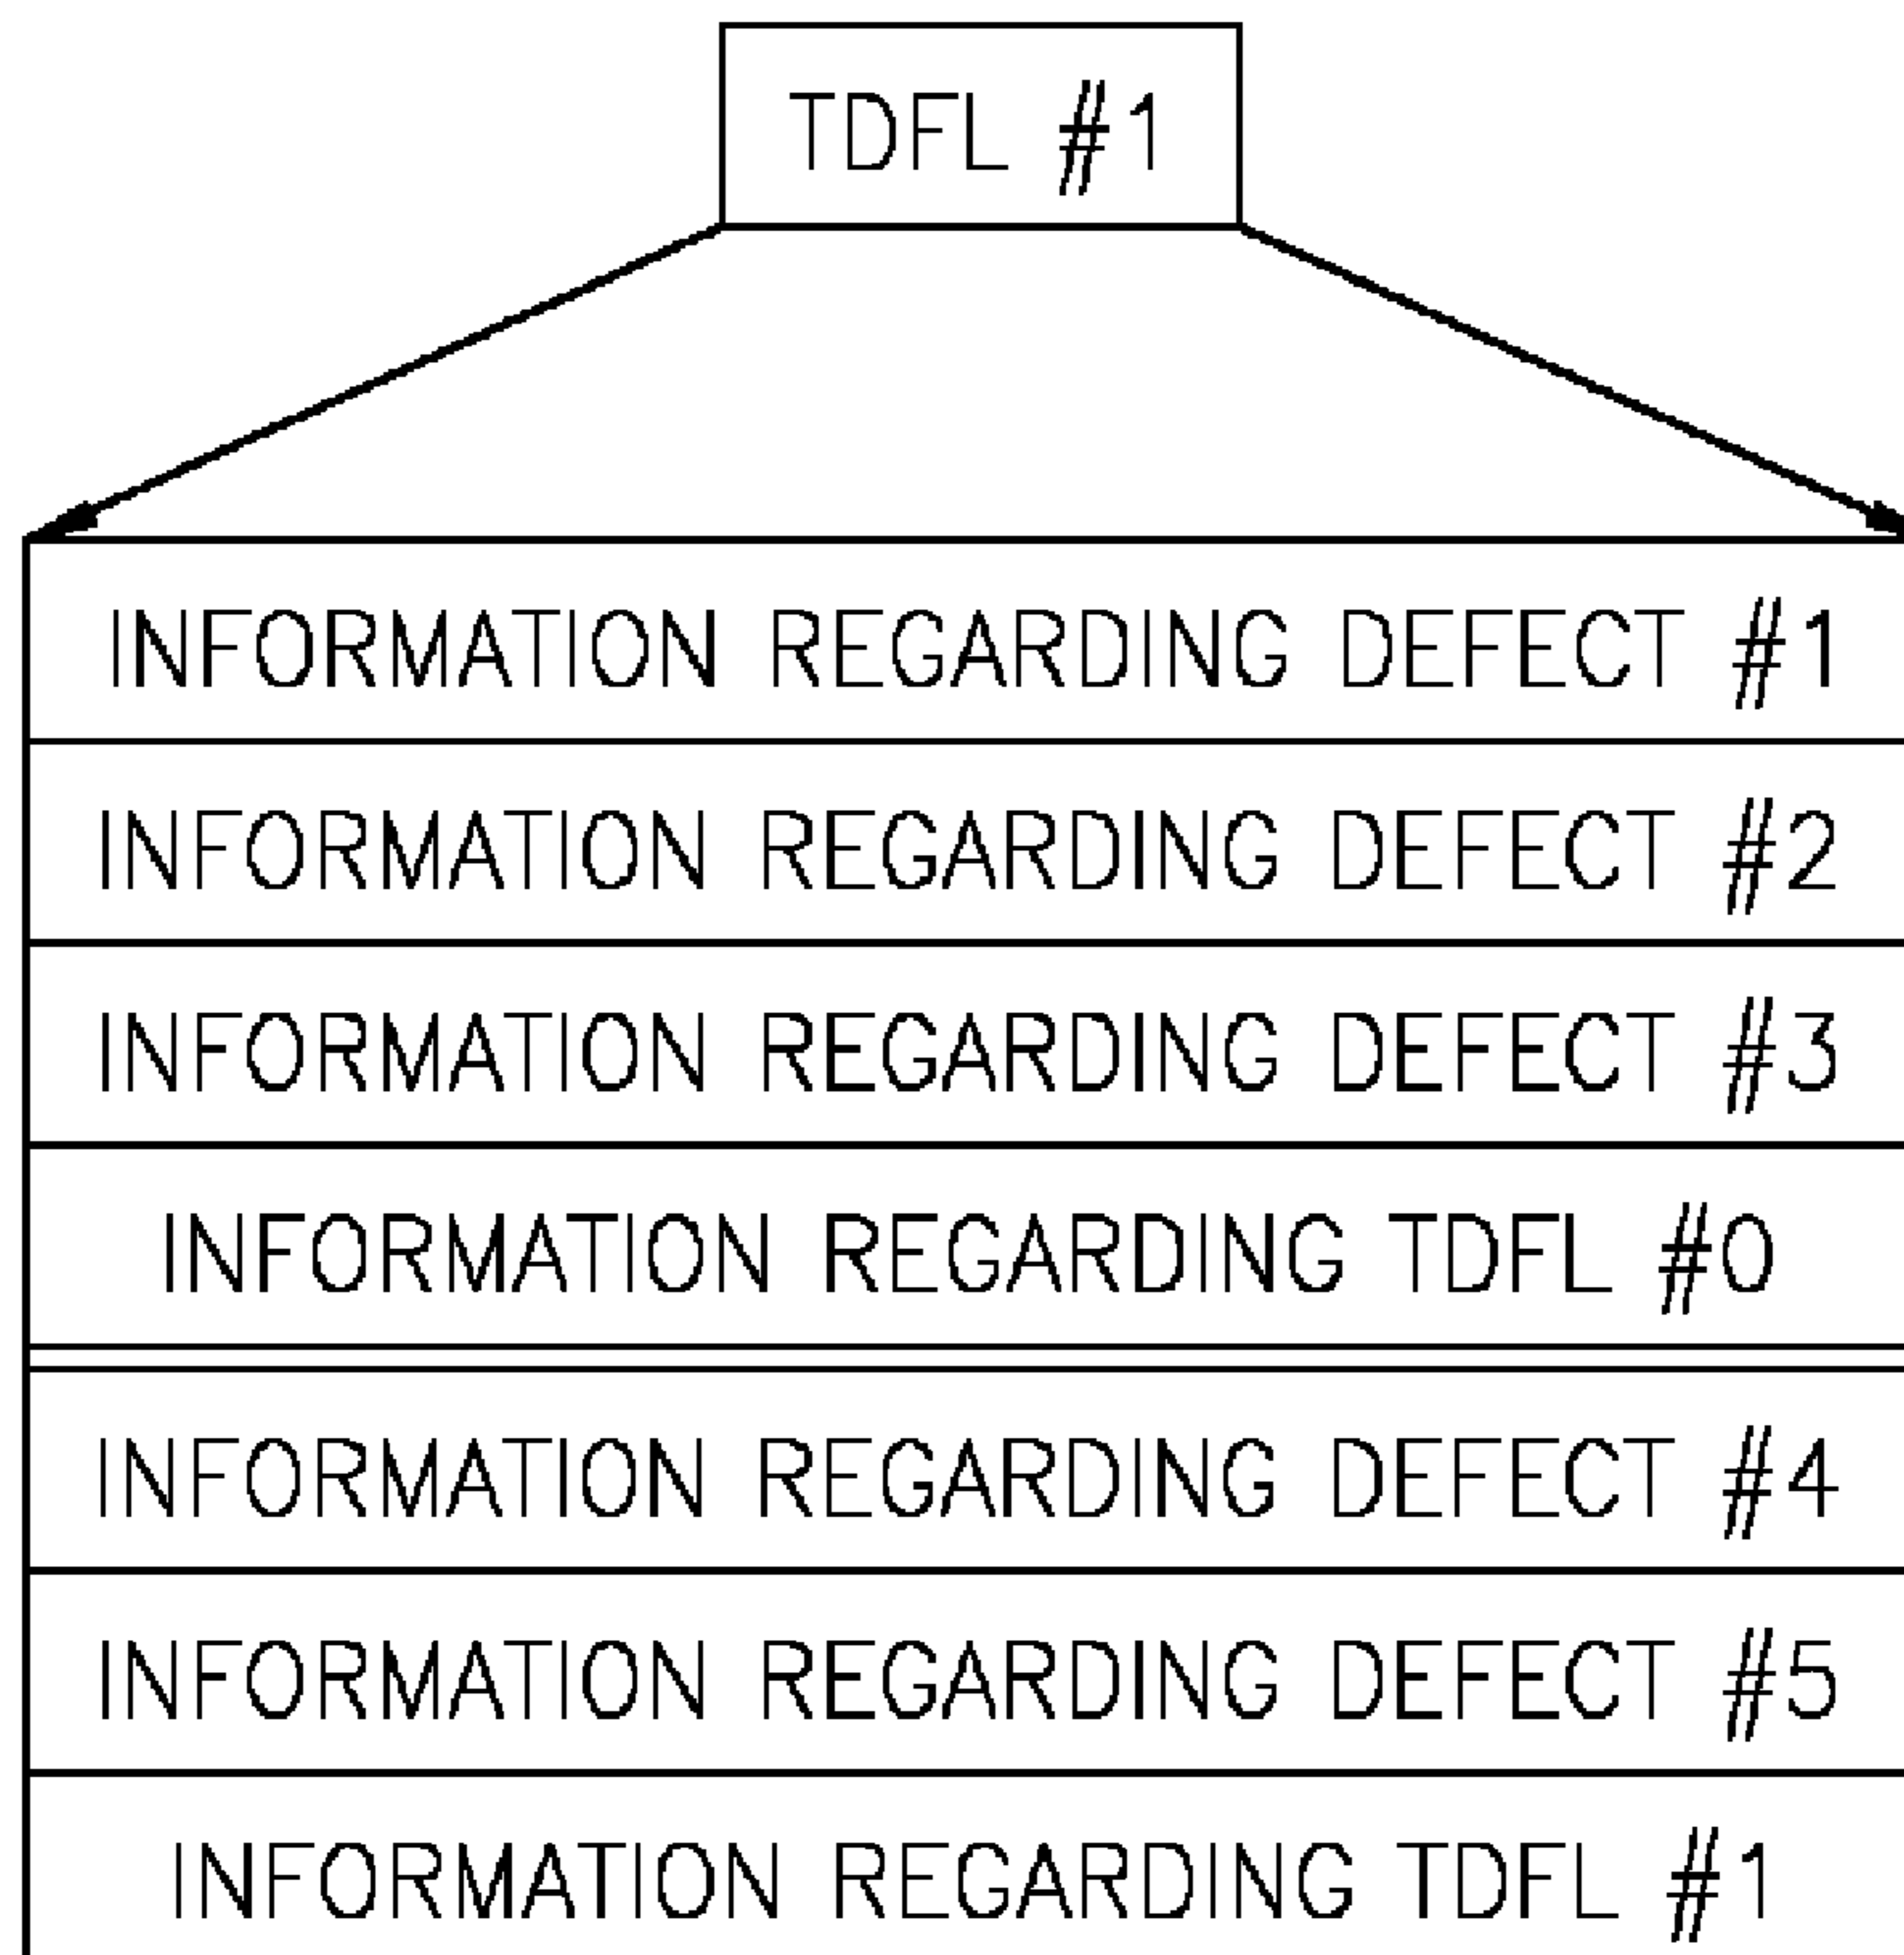 TDFL #1
INFORMATION REGARDING DEFECT #1
INFORMATION REGARDING DEFECT #2
INFORMATION REGARDING DEFECT #3
INFORMATION REGARDING TDFL #0
INFORMATION REGARDING DEFECT #4
INFORMATION REGARDING DEFECT #5
INFORMATION REGARDING TDFL #1